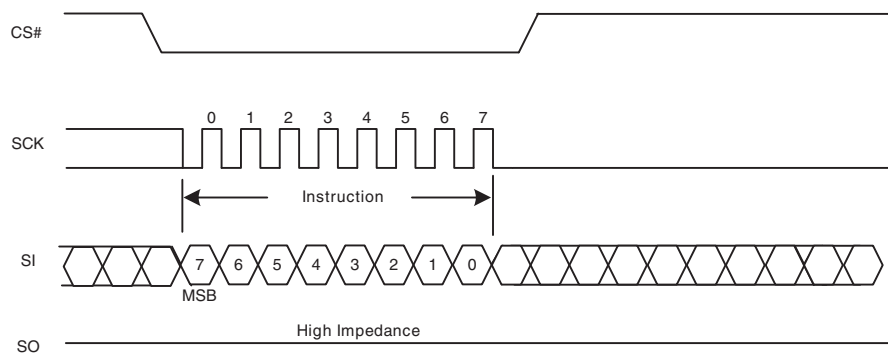 CS#
0 1 2 3 4 5 6 7
SCK
Instruction
SI
7 6 5 4 3 2 1 0
MSB
High Impedance
SO